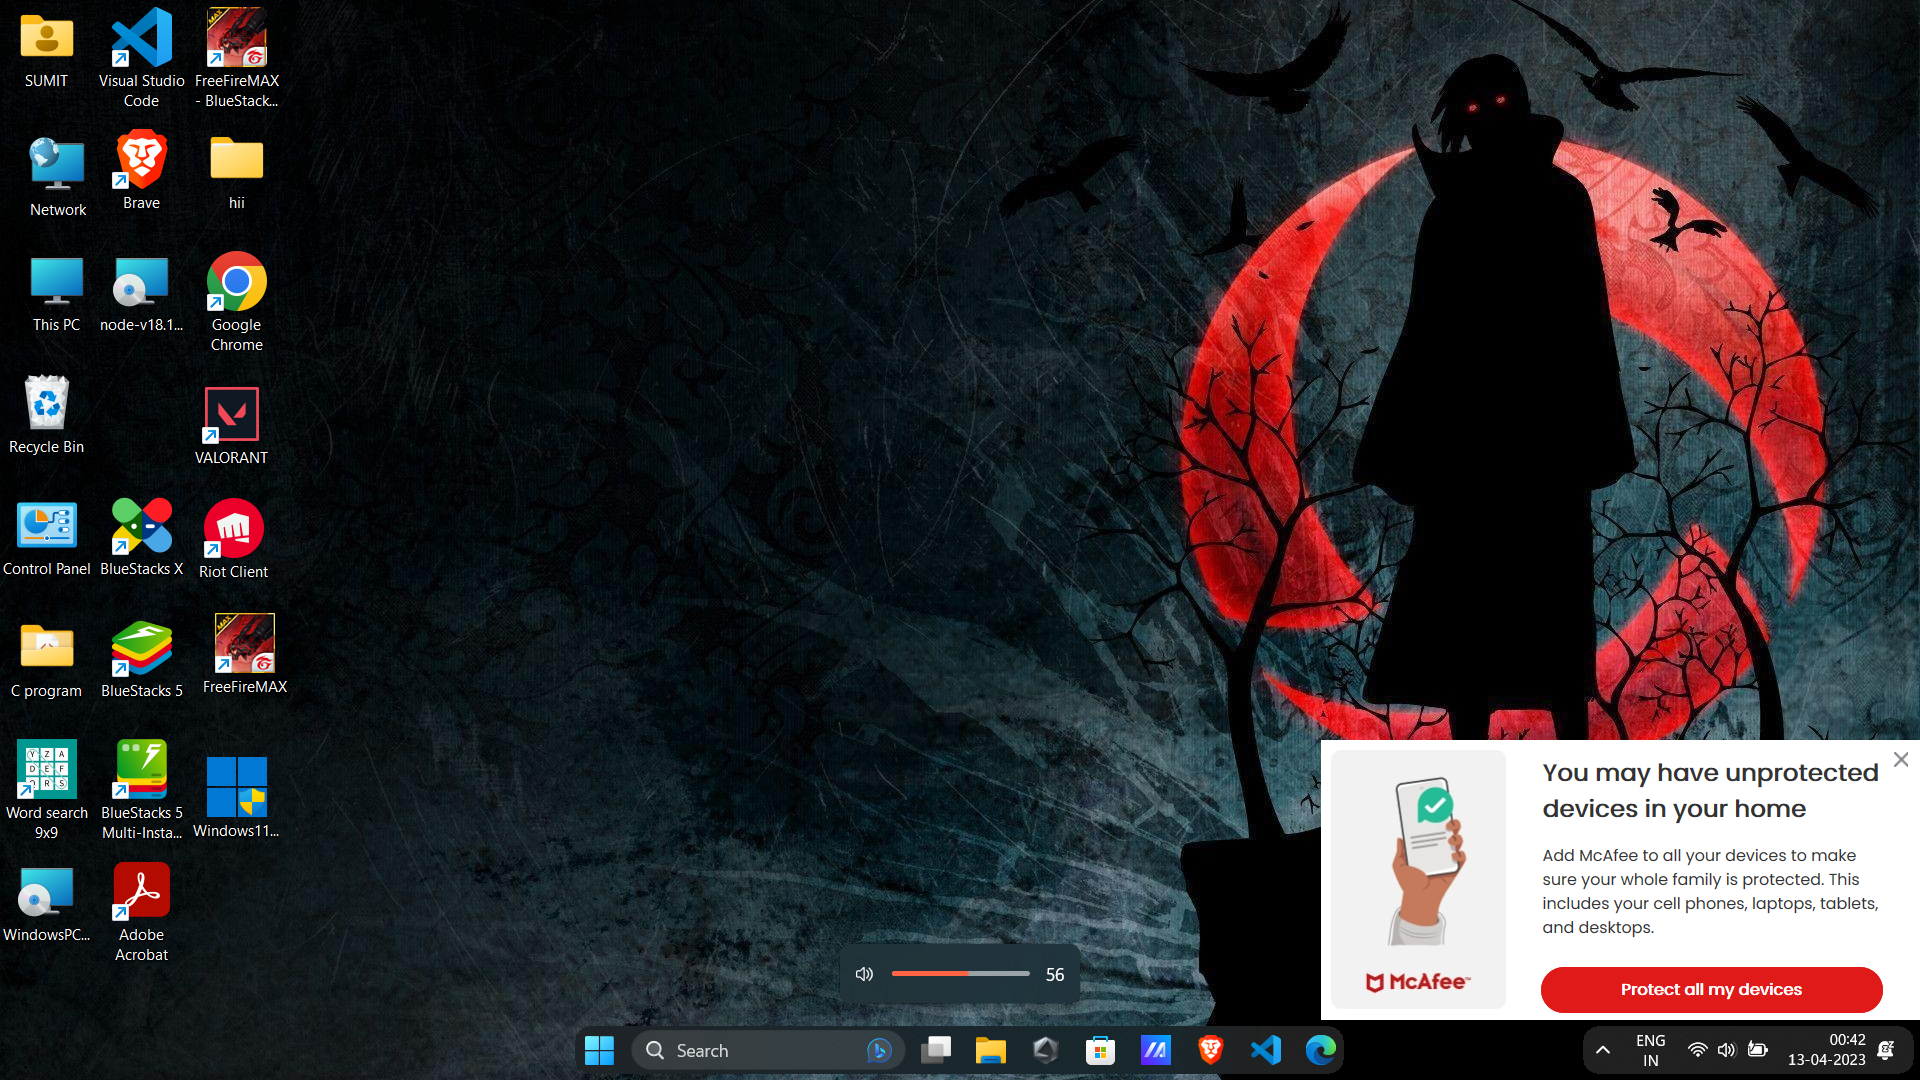 SUMIT
Visual Studio
Code
FreeFireMAX
- BlueStack...
Network
Brave
hii
This PC
node-v18.1...
Google
Chrome
Recycle Bin
VALORANT
Control Panel
BlueStacks X
Riot Client
C program
BlueStacks 5
FreeFireMAX
Word search
9x9
BlueStacks 5
Multi-Insta...
Windows11...
WindowsPC...
Adobe
Acrobat
56
You may have unprotected
devices in your home
Add McAfee to all your devices to make
sure your whole family is protected. This
includes your cell phones, laptops, tablets,
and desktops.
McAfee™
Protect all my devices
Search
ENG
IN
00:42
13-04-2023